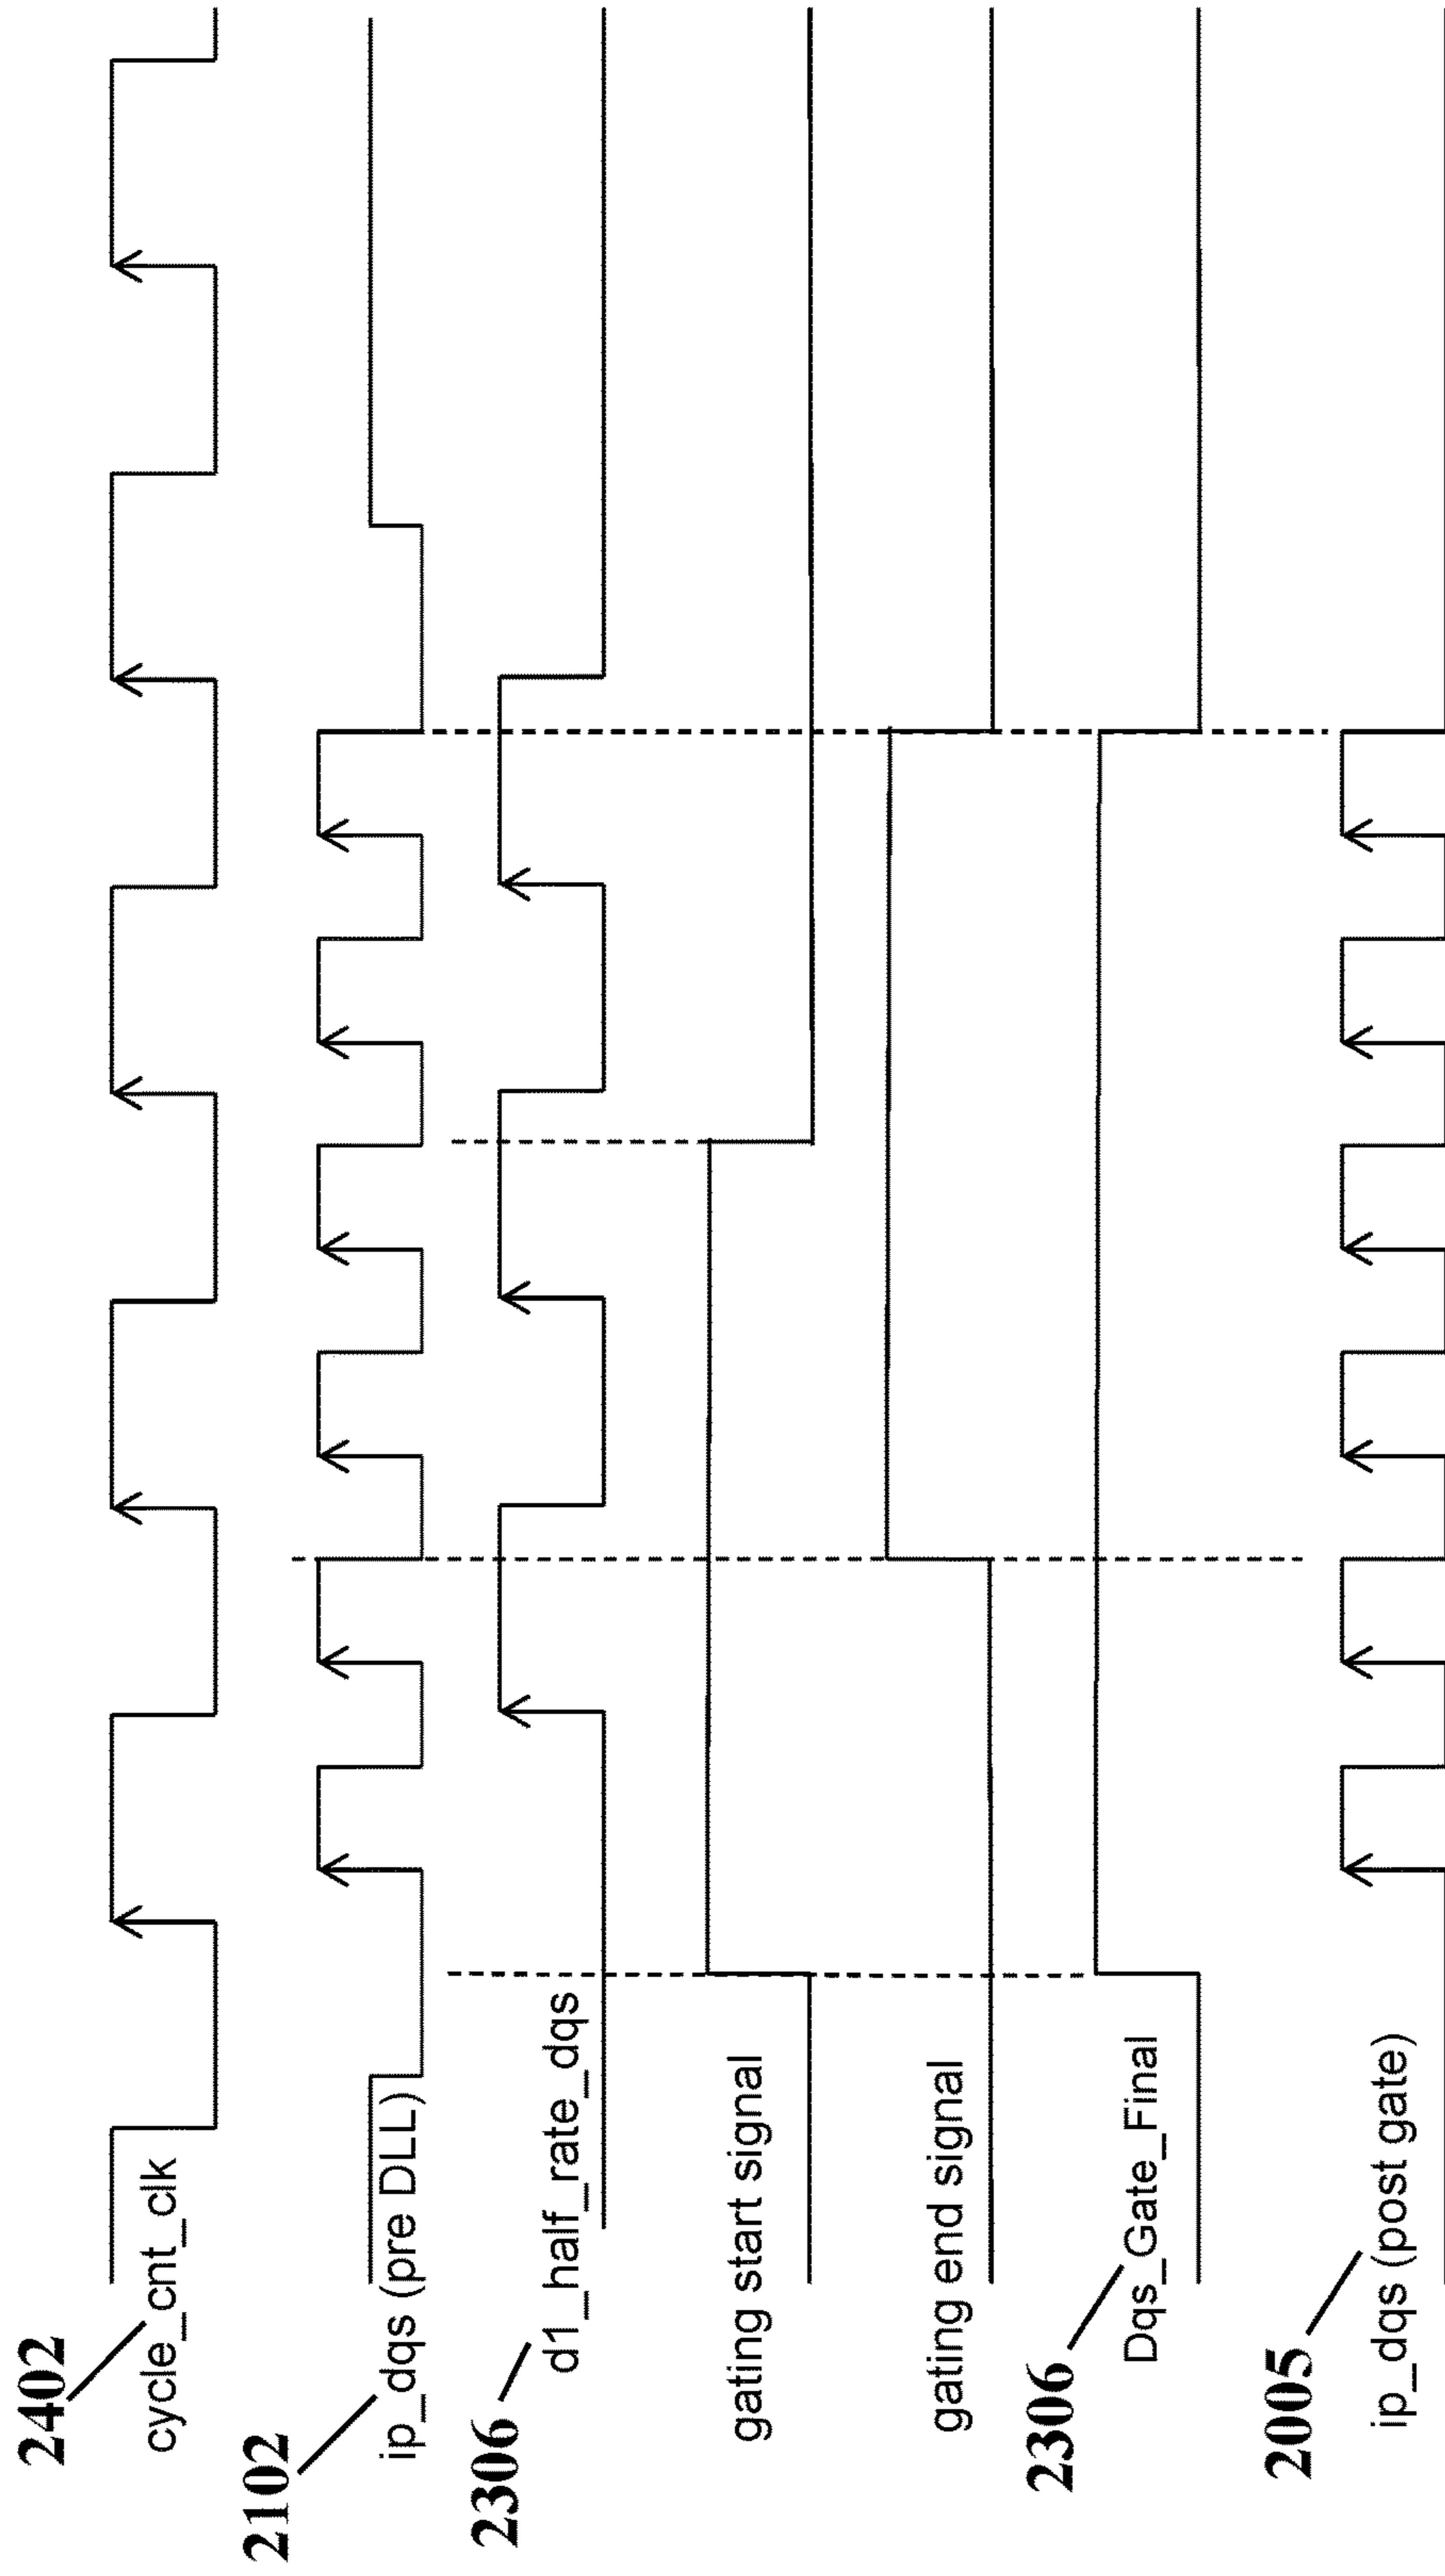 2402
cycle_cnt_clk
2102
ip_dqs (pre DLL)
2306
d1_half_rate_dqs
gating start signal
gating end signal
2306
Dqs_Gate_Final
2005
ip_dqs (post gate)